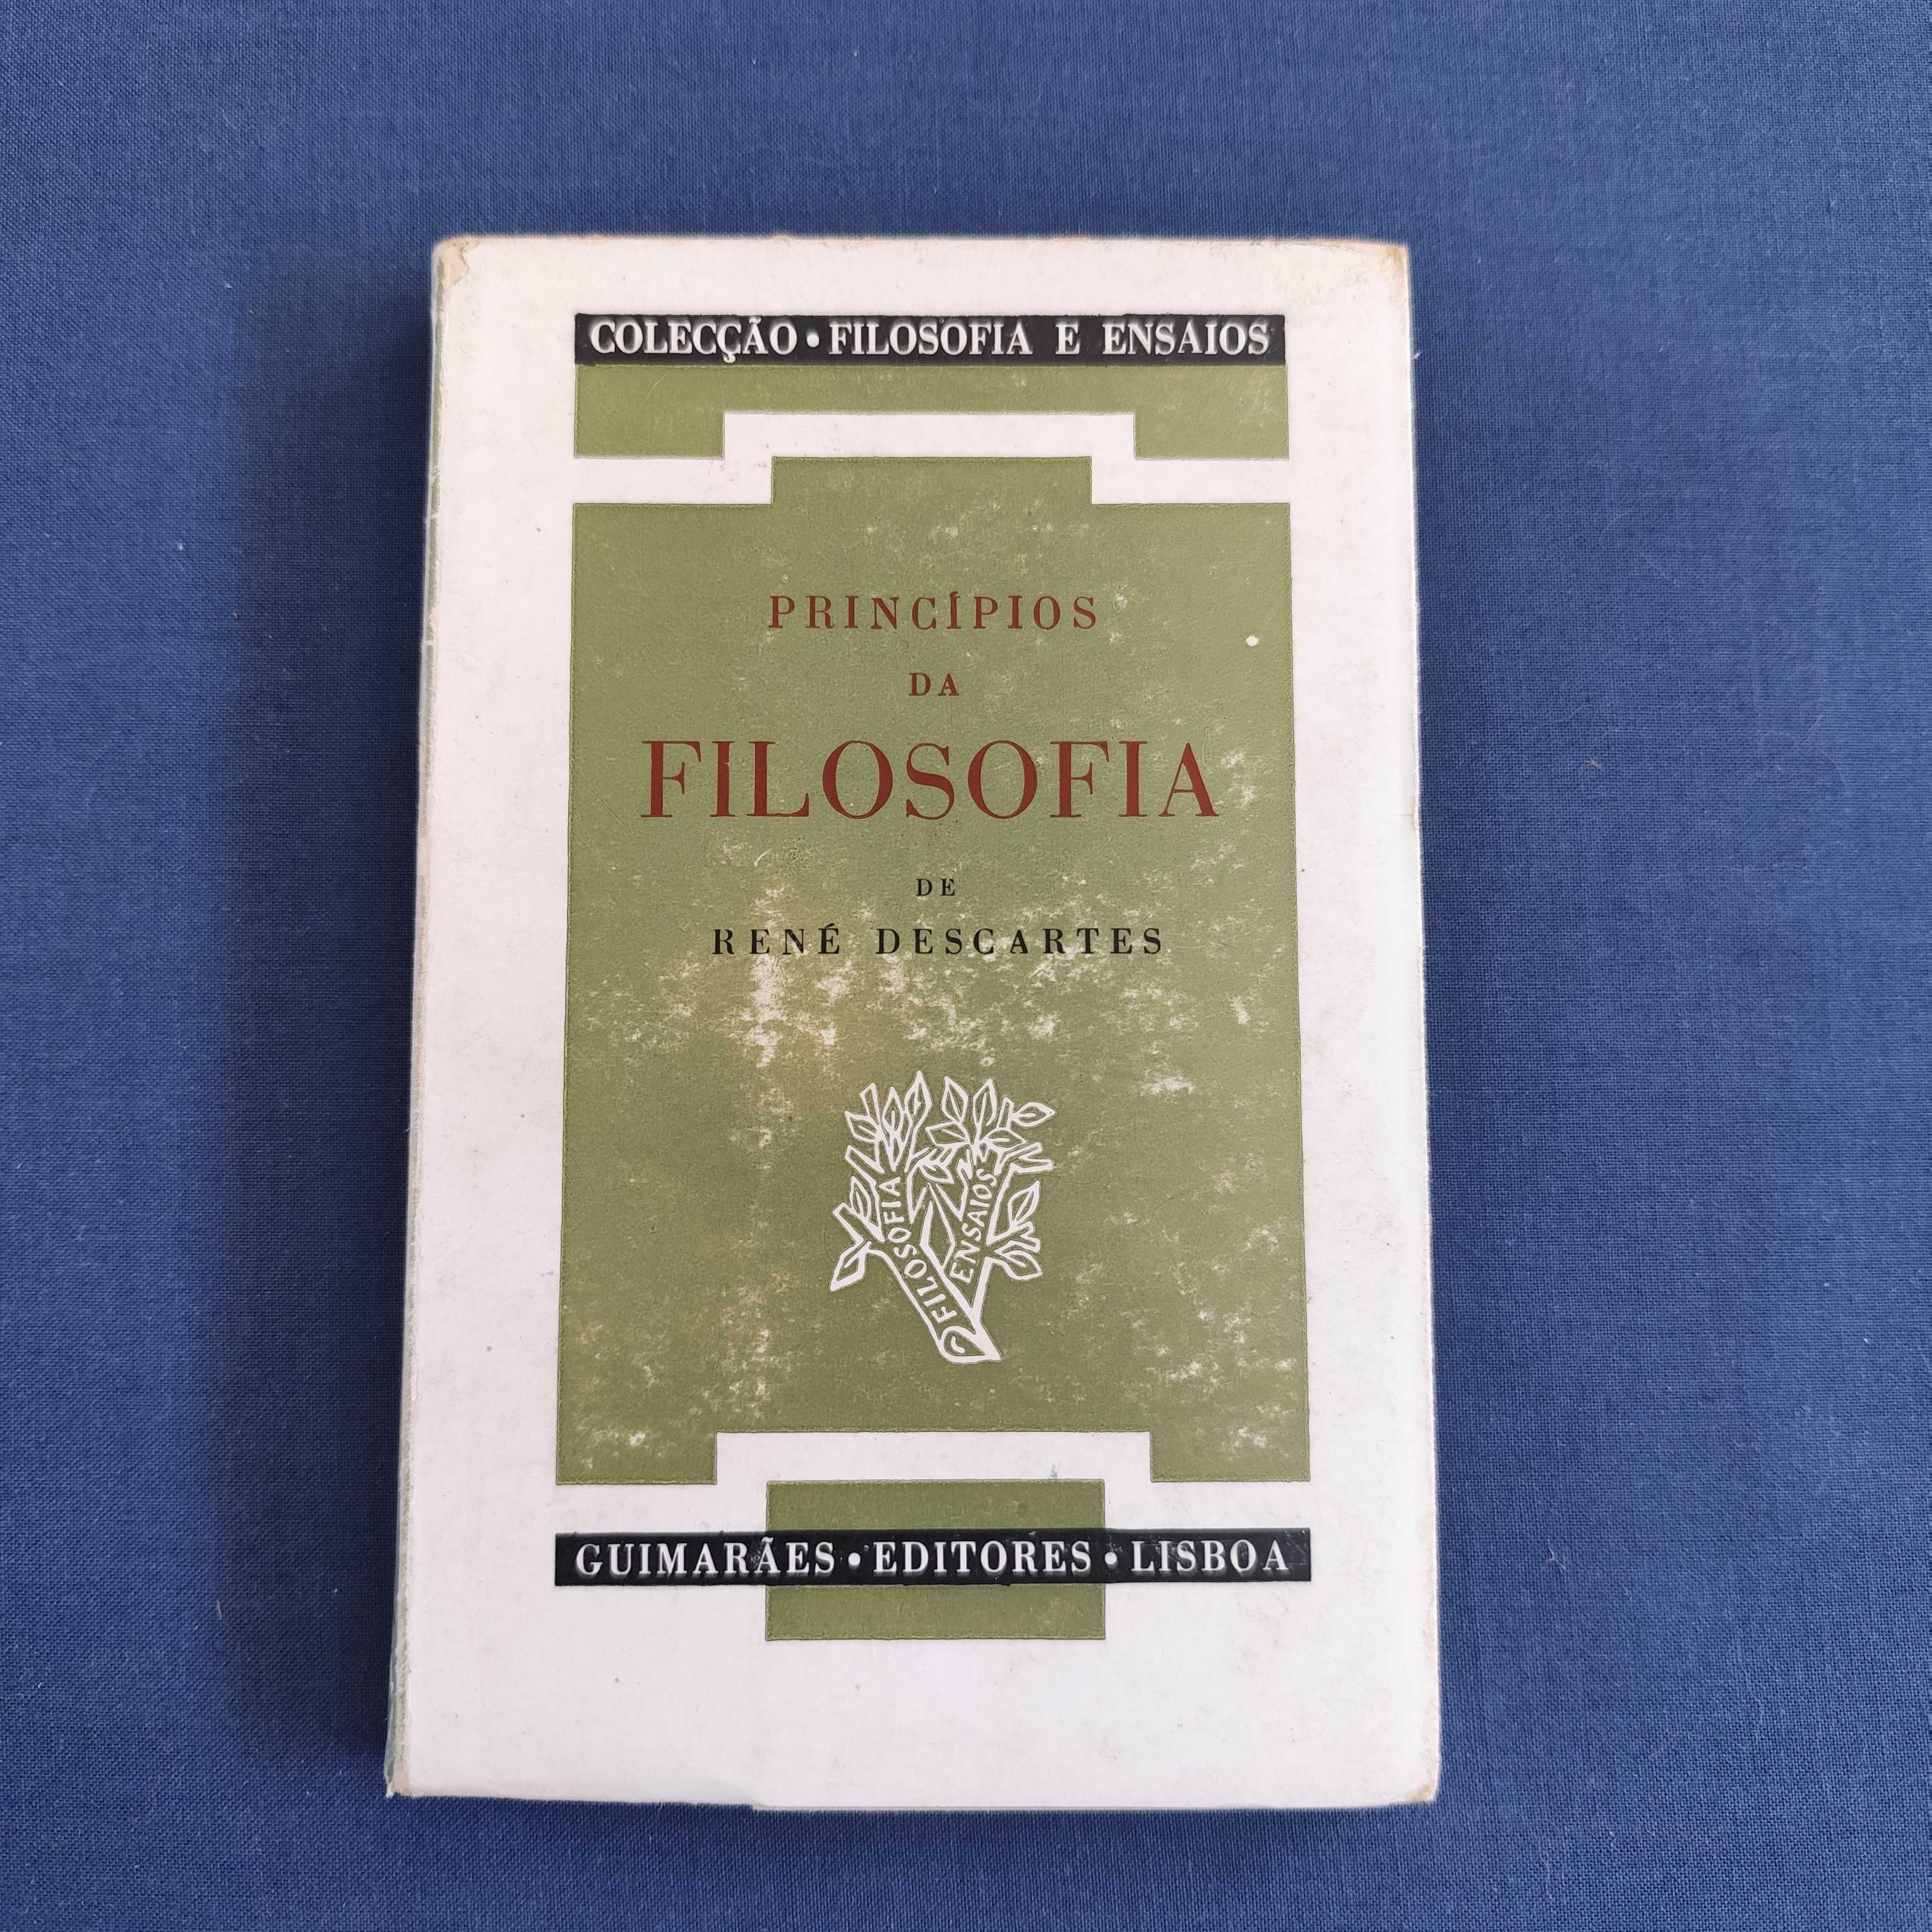 COLECÇÃO • FILOSOFIA E ENSAIOS
PRINCÍPIOS
DA
FILOSOFIA
DE
RENÉ DESCARTES
FILOSOFIA
ENSAIOS
GUIMARÃES • EDITORES • LISBOA